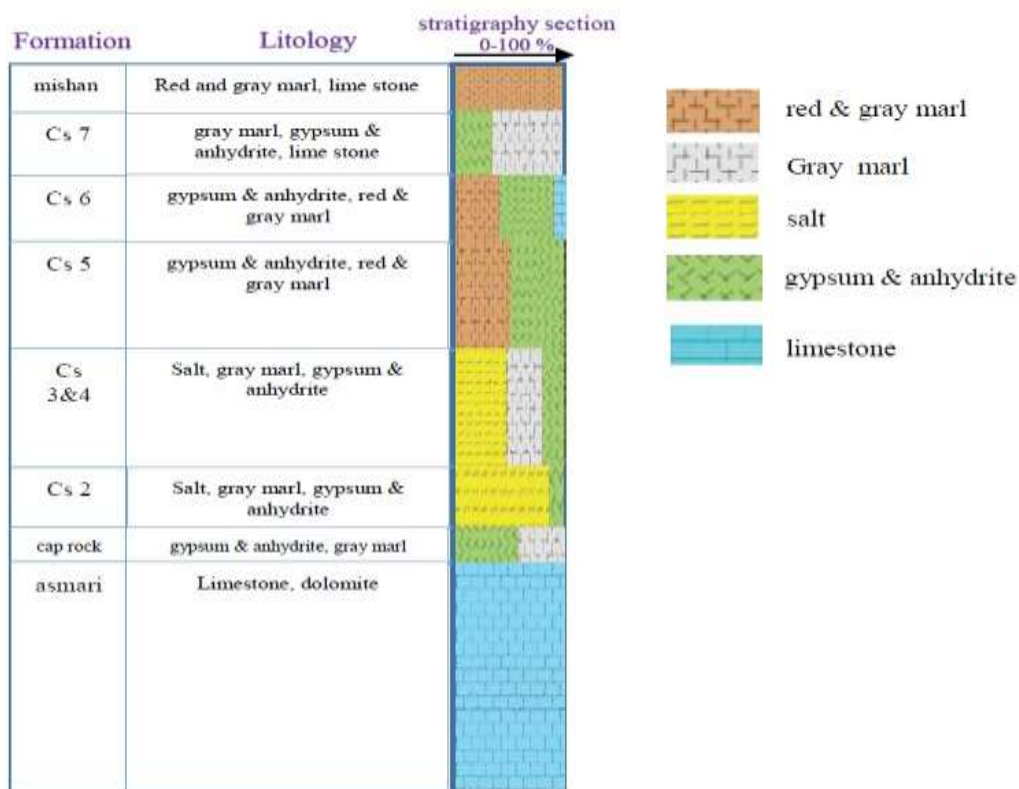 Formation
Litology
stratigraphy section
0-100 %
mishan
Red and gray marl, lime stone
Cs 7
gray marl, gypsum &
anhydrite, lime stone
Cs 6
gypsum & anhydrite, red &
gray marl
Cs 5
gypsum & anhydrite, red &
gray marl
Cs
3&4
Salt, gray marl, gypsum &
anhydrite
Cs 2
Salt, gray marl, gypsum &
anhydrite
cap rock
gypsum & anhydrite, gray marl
asmari
Limestone, dolomite
red & gray marl
Gray marl
salt
gypsum & anhydrite
limestone